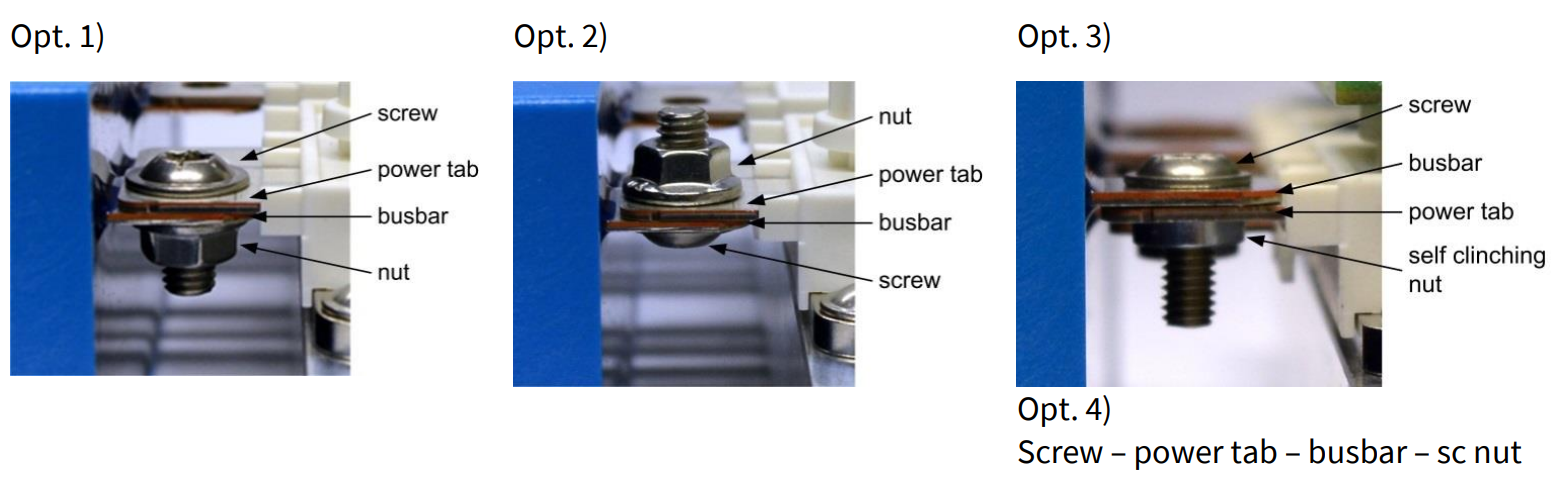 Opt. 1)
screw
power tab
busbar
nut
Opt. 2)
nut
power tab
busbar
screw
Opt. 3)
screw
busbar
power tab
self clinching
nut
Opt. 4)
Screw – power tab – busbar – sc nut